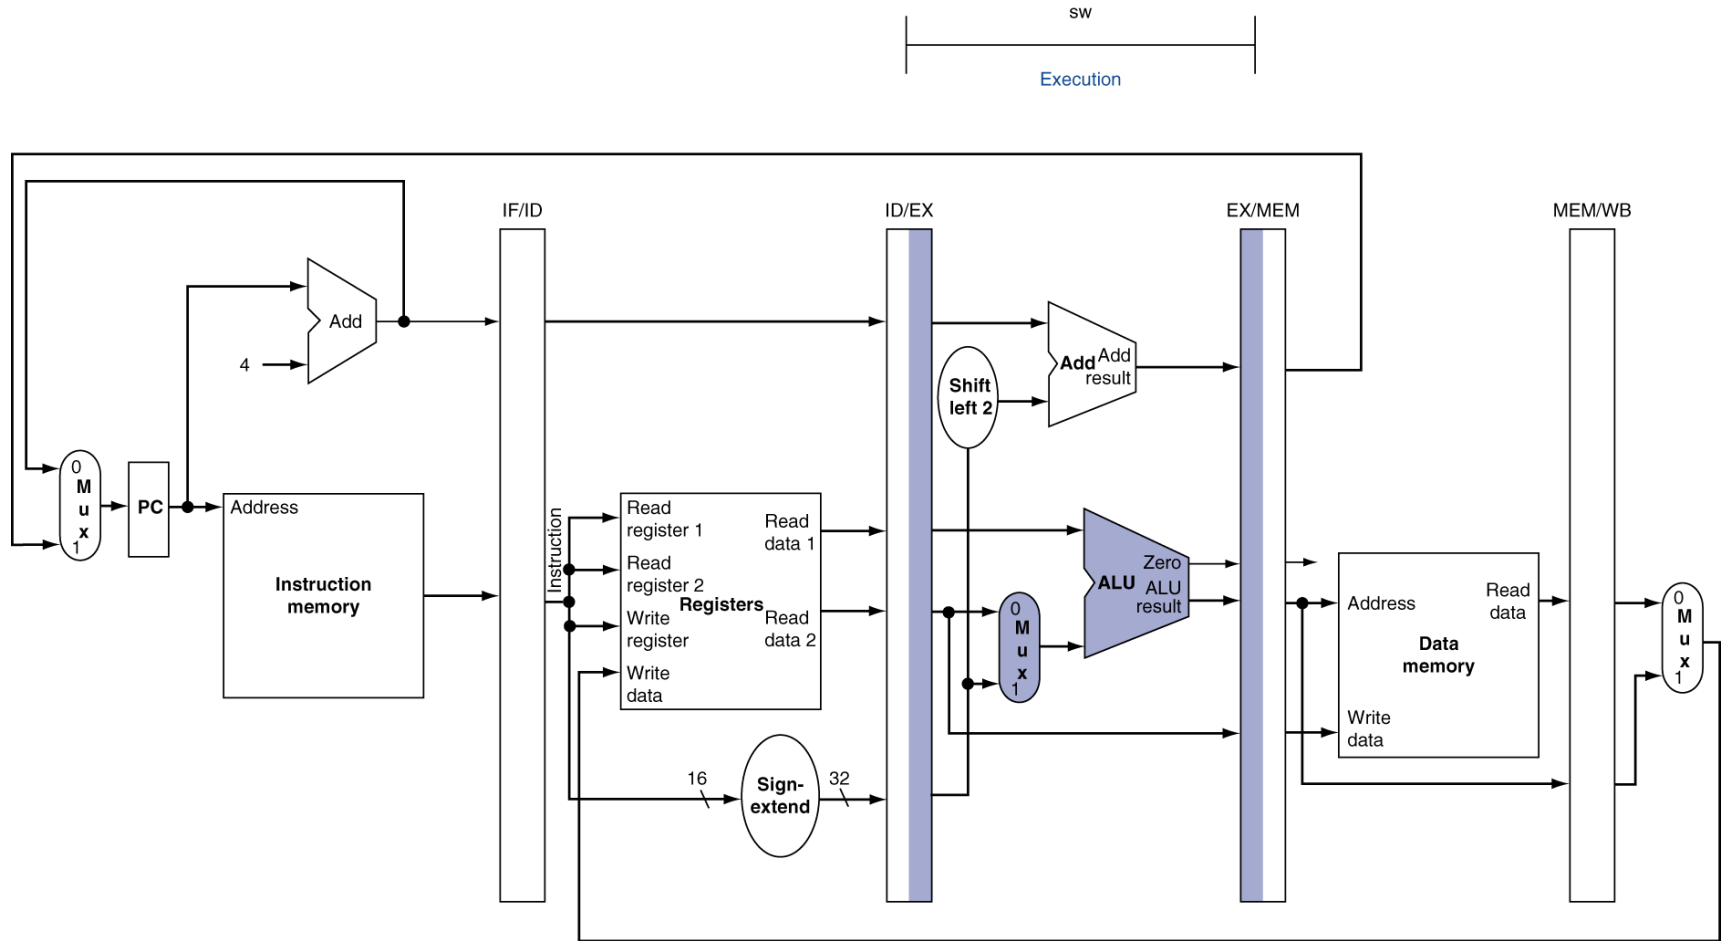 sw
Execution
IF/ID
ID/EX
EX/MEM
MEM/WB
Add
4
Add
Add
result
Shift
left 2
0
M
u
x
1
PC
Address
Instruction
memory
Instruction
Read
register 1
Read
register 2
Write
register
Write
data
Registers
Read
data 1
Read
data 2
0
M
u
x
1
Zero
ALU
ALU
result
Address
Read
data
Data
memory
Write
data
0
M
u
x
1
16
Sign-
extend
32